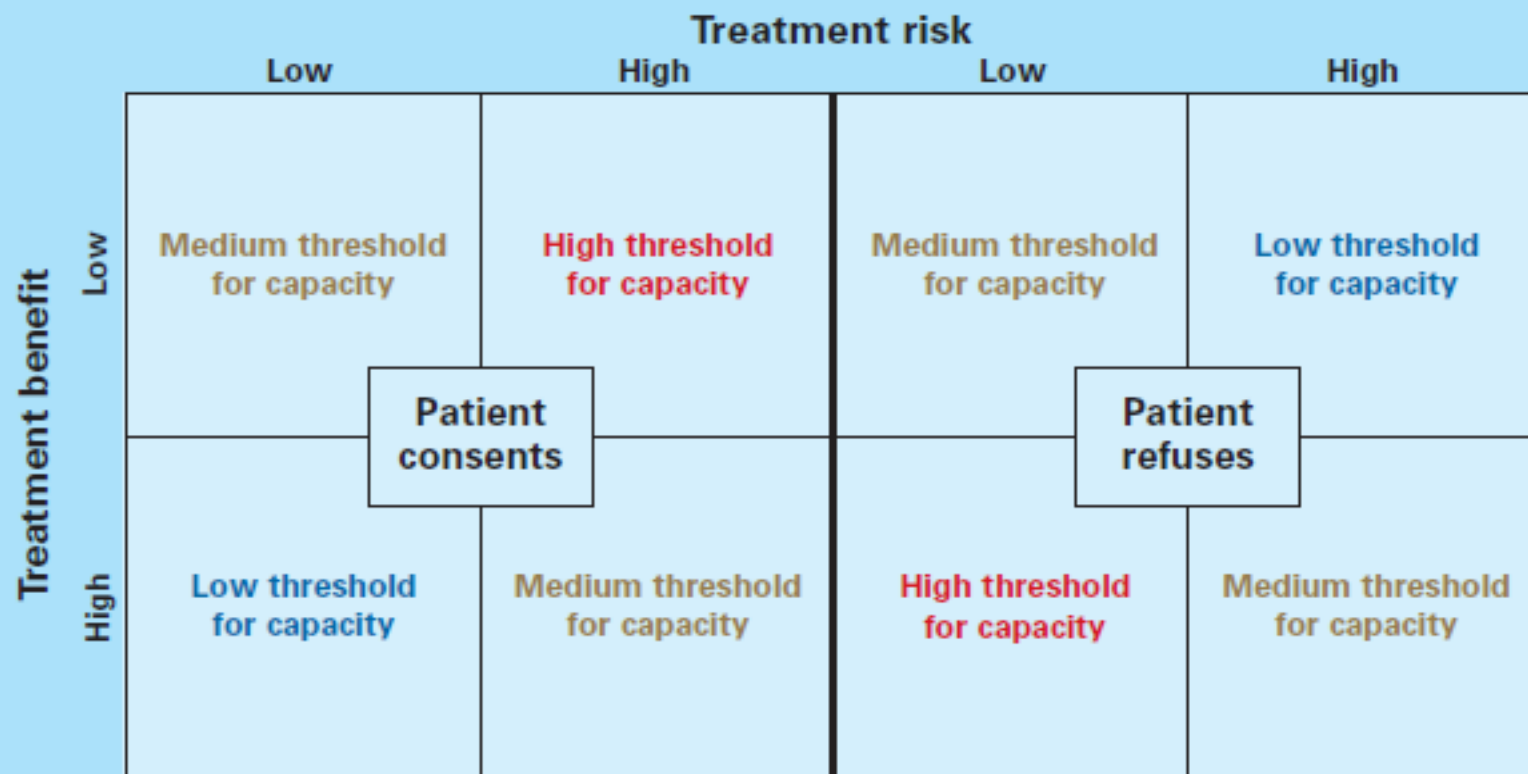 Treatment risk
Low High Low High
Treatment benefit
Low
Medium threshold
for capacity
High threshold
for capacity
Medium threshold
for capacity
Low threshold
for capacity
Patient
consents
Patient
refuses
High
Low threshold
for capacity
Medium threshold
for capacity
High threshold
for capacity
Medium threshold
for capacity